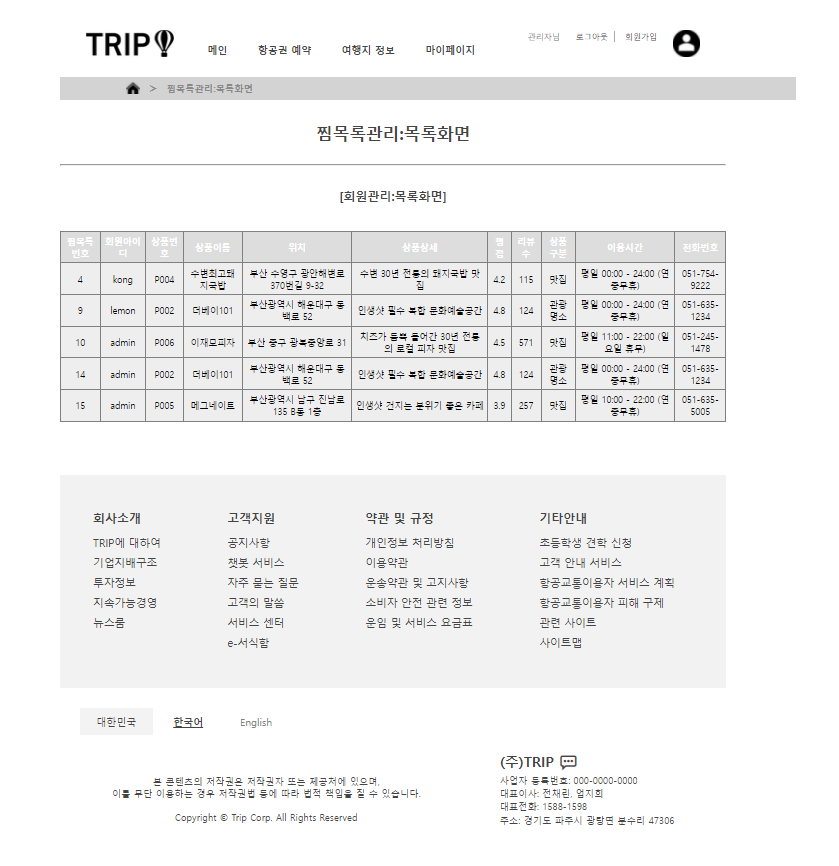 TRIP
메인 항공권 예약 여행지 정보 마이페이지
관리자님 로그아웃 | 회원가입
> 찜목록관리:목록화면
찜목록관리:목록화면
[회원관리:목록화면]
찜목록번호 회원아이디 상품번호 상품이름 위치 상품상세 평점 리뷰수 상품구분 이용시간 전화번호
4 kong P004 수변최고돼지국밥 부산 수영구 광안해변로 370번길 9-32 수변 30년 전통의 돼지국밥 맛집 4.2 115 맛집 평일 00:00 - 24:00 (연중무휴) 051-754-9222
9 lemon P002 더베이101 부산광역시 해운대구 동백로 52 인생샷 필수 복합 문화예술공간 4.8 124 관광명소 평일 00:00 - 24:00 (연중무휴) 051-635-1234
10 admin P006 이재모피자 부산 중구 광복중앙로 31 치즈가 듬뿍 들어간 30년 전통의 로컬 피자 맛집 4.5 571 맛집 평일 11:00 - 22:00 (일요일 휴무) 051-245-1478
14 admin P002 더베이101 부산광역시 해운대구 동백로 52 인생샷 필수 복합 문화예술공간 4.8 124 관광명소 평일 00:00 - 24:00 (연중무휴) 051-635-1234
15 admin P005 메그네이트 부산광역시 남구 진남로 135 B동 1층 인생샷 건지는 분위기 좋은 카페 3.9 257 맛집 평일 10:00 - 22:00 (연중무휴) 051-635-5005
회사소개
TRIP에 대하여
기업지배구조
투자정보
지속가능경영
뉴스룸
고객지원
공지사항
챗봇 서비스
자주 묻는 질문
고객의 말씀
서비스 센터
e-서식함
약관 및 규정
개인정보 처리방침
이용약관
운송약관 및 고지사항
소비자 안전 관련 정보
운임 및 서비스 요금표
기타안내
초등학생 견학 신청
고객 안내 서비스
항공교통이용자 서비스 계획
항공교통이용자 피해 구제
관련 사이트
사이트맵
대한민국 한국어 English
본 콘텐츠의 저작권은 저작권자 또는 제공처에 있으며,
이를 무단 이용하는 경우 저작권법 등에 따라 법적 책임을 질 수 있습니다.
Copyright © Trip Corp. All Rights Reserved
(주)TRIP
사업자 등록번호: 000-0000-0000
대표이사: 전채린, 엄지희
대표전화: 1588-1598
주소: 경기도 파주시 광탄면 분수리 47306